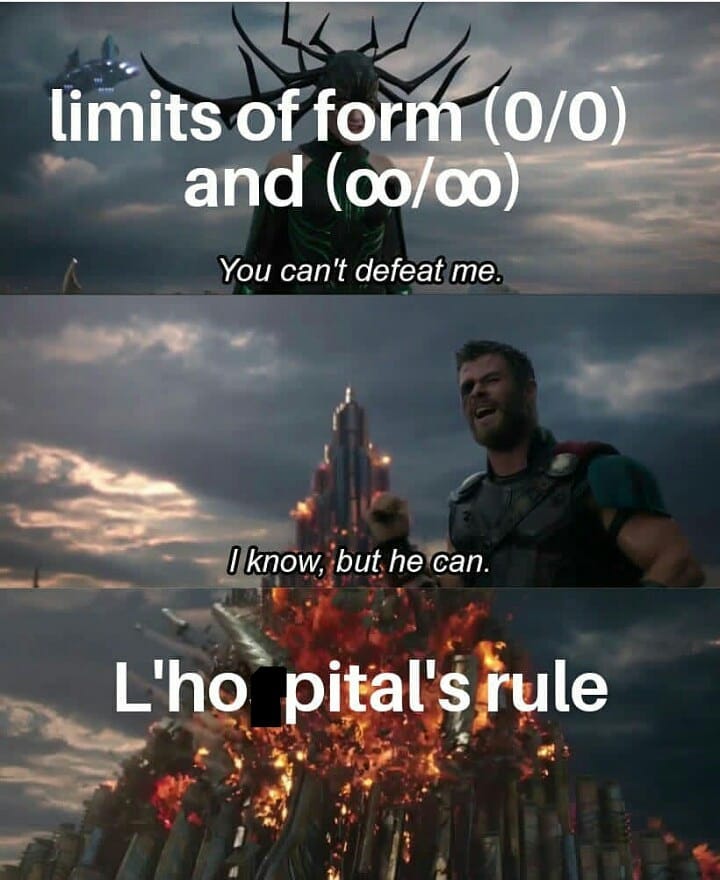 limits of form (0/0)
and (∞/∞)
You can't defeat me.
I know, but he can.
L'ho pital's rule